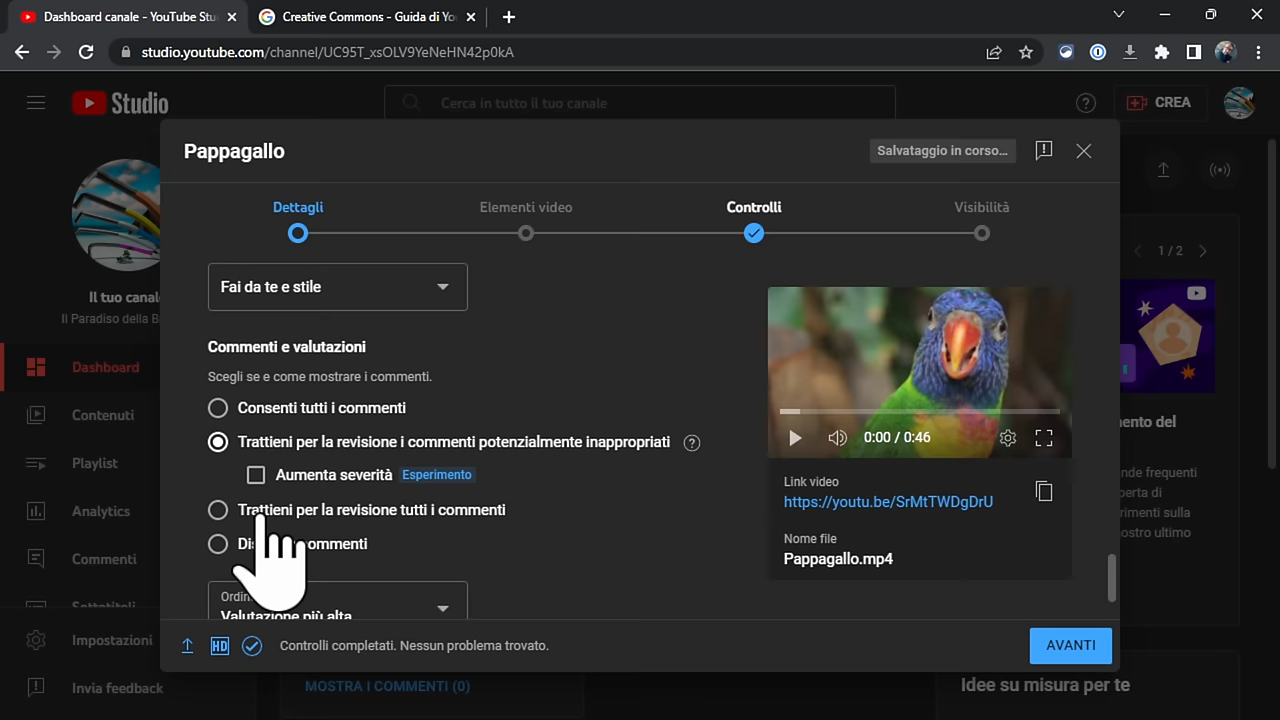 Dashboard canale - YouTube Stu
Creative Commons - Guida di Yo
studio.youtube.com/channel/UC95T_xsOLV9YeNeHN42p0kA
Studio
Cerca in tutto il tuo canale
CREA
Pappagallo
Salvataggio in corso...
Dettagli
Elementi video
Controlli
Visibilità
1/2
Il tuo canal
Il Paradiso della B
Dashboard
Contenuti
Playlist
Analytics
Commenti
Sottotitoli
Impostazioni
Invia feedback
Fai da te e stile
Commenti e valutazioni
Scegli se e come mostrare i commenti.
Consenti tutti i commenti
Trattieni per la revisione i commenti potenzialmente inappropriati
Aumenta severità Esperimento
Trattieni per la revisione tutti i commenti
Di ommenti
Ordin
Valutazione più alta
0:00 / 0:46
Link video
https://youtu.be/SrMtTWDgDrU
Nome file
Pappagallo.mp4
ento del
nde frequenti
perta di
rimenti sulla
ostro ultimo
HD
Controlli completati. Nessun problema trovato.
AVANTI
MOSTRA I COMMENTI (0)
Idee su misura per te